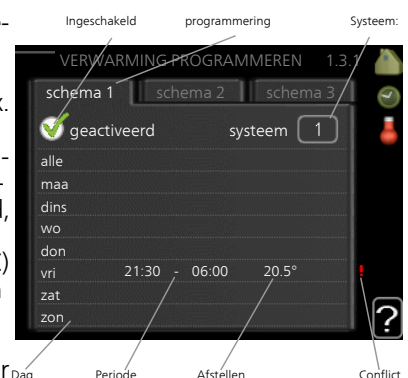 Ingeschakeld programmering Systeem:
VERWARMING PROGRAMMEREN 1.3.1
schema 1 schema 2 schema 3
geactiveerd systeem 1
alle
maa
dins
wo
don
vri 21:30 - 06:00 20.5°
zat
zon
?
Dag Periode Afstellen Conflict